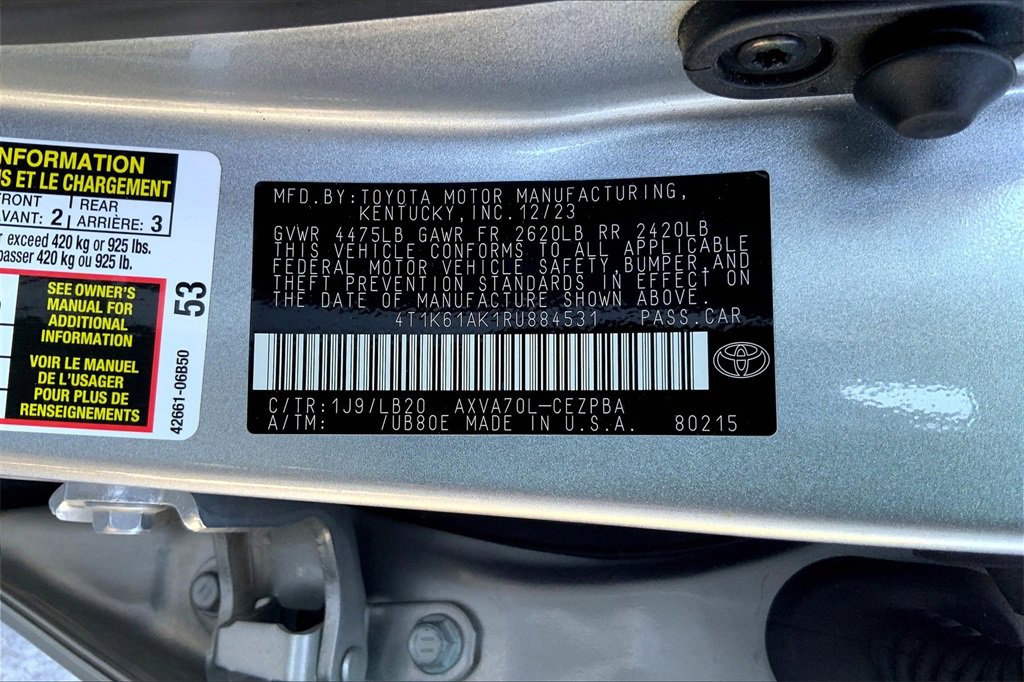 NFORMATION
S ET LE CHARGEMENT
FRONT REAR
AVANT: 2 ARRIÈRE: 3
r exceed 420 kg or 925 lbs.
passer 420 kg ou 925 lb.
SEE OWNER'S
MANUAL FOR
ADDITIONAL
INFORMATION
VOIR LE MANUEL
DE L'USAGER
POUR PLUS DE
RENSEIGNEMENTS
53
42661-06B50
MFD.BY:TOYOTA MOTOR MANUFACTURING,
KENTUCKY,INC.12/23
GVWR 4475LB GAWR FR 2620LB RR 2420LB
THIS VEHICLE CONFORMS TO ALL APPLICABLE
FEDERAL MOTOR VEHICLE SAFETY,BUMPER,AND
THEFT PREVENTION STANDARDS IN EFFECT ON
THE DATE OF MANUFACTURE SHOWN ABOVE.
4T1K61AK1RU884531 PASS.CAR
C/TR:1J9/LB20 AXVA70L-CEZPBA
A/TM: /UB80E MADE IN U.S.A. 80215